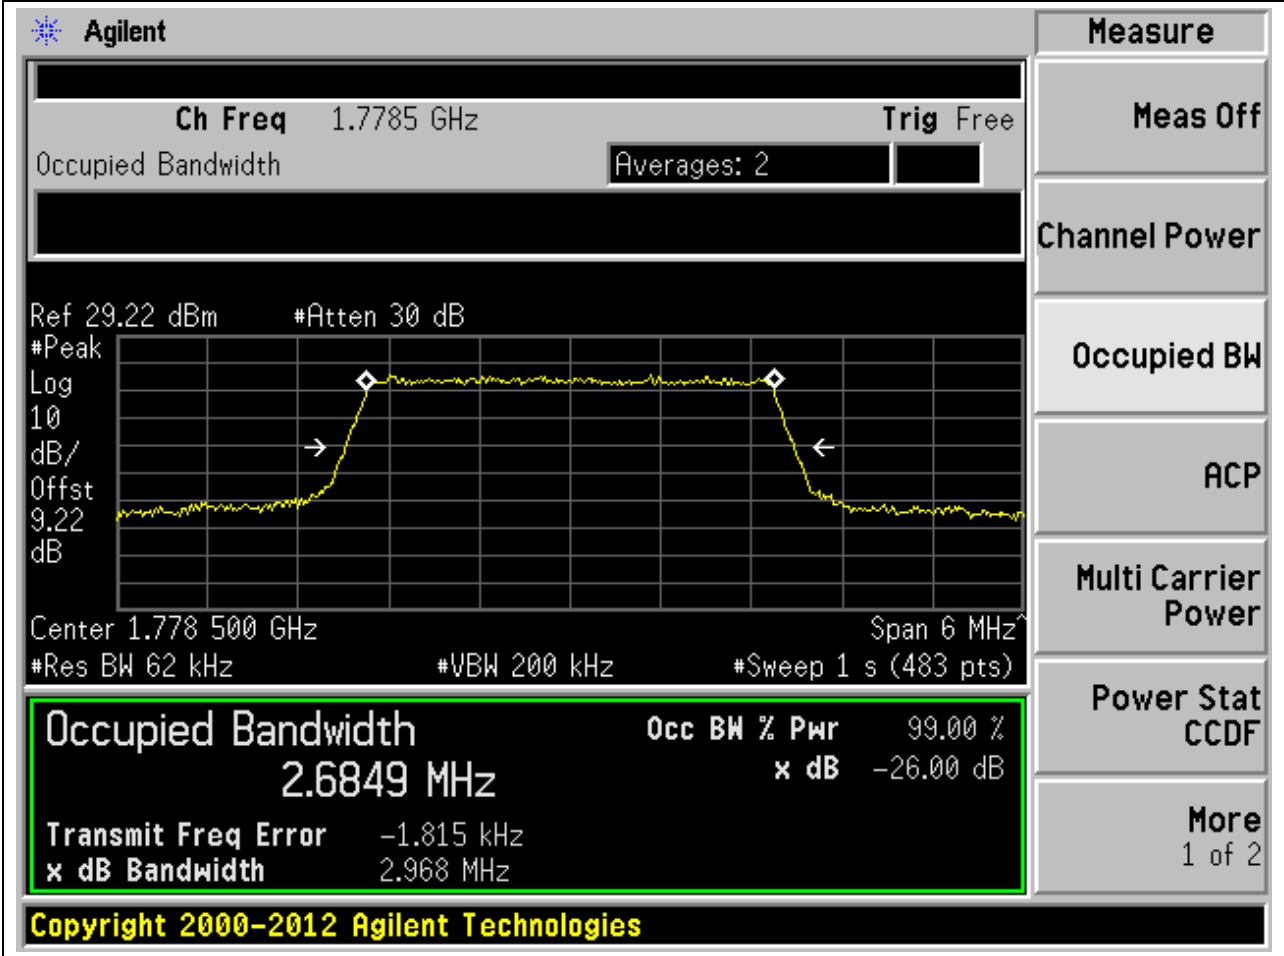 Agilent
Measure
Ch Freq 1.7785 GHz Trig Free
Occupied Bandwidth Averages: 2
Ref 29.22 dBm #Atten 30 dB
#Peak
Log
10
dB/
Offst
9.22
dB
Center 1.778 500 GHz Span 6 MHz^
#Res BW 62 kHz #VBW 200 kHz #Sweep 1 s (483 pts)
Occupied Bandwidth Occ BW % Pwr 99.00 %
2.6849 MHz x dB -26.00 dB
Transmit Freq Error -1.815 kHz
x dB Bandwidth 2.968 MHz
Copyright 2000-2012 Agilent Technologies
Meas Off
Channel Power
Occupied BW
ACP
Multi Carrier
Power
Power Stat
CCDF
More
1 of 2